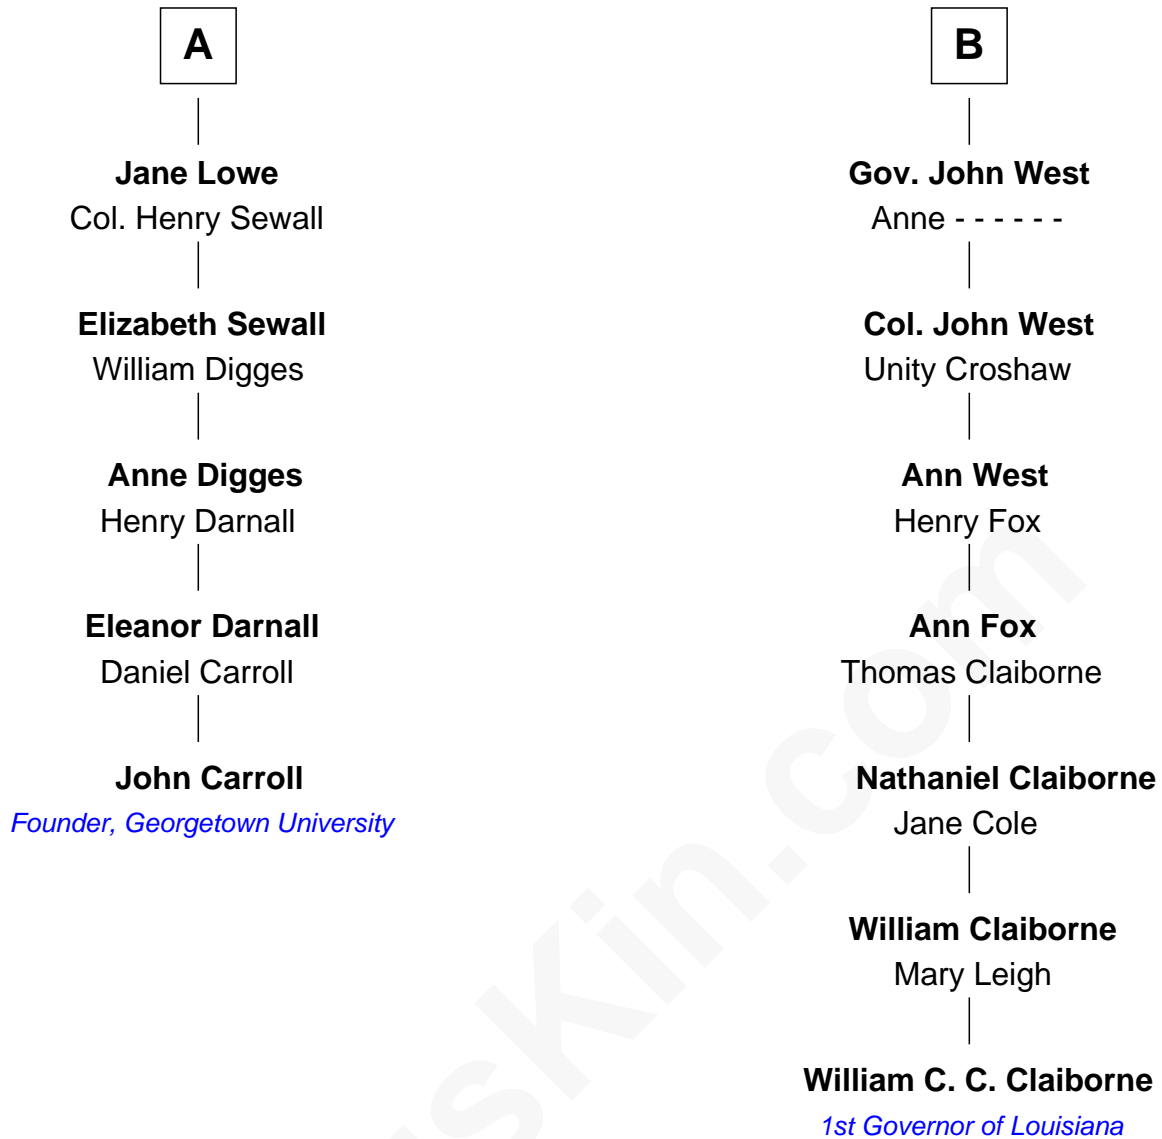 A
Jane Lowe
Col. Henry Sewall
Elizabeth Sewall
William Digges
Anne Digges
Henry Darnall
Eleanor Darnall
Daniel Carroll
John Carroll
Founder, Georgetown University
B
Gov. John West
Anne - - - - - -
Col. John West
Unity Croshaw
Ann West
Henry Fox
Ann Fox
Thomas Claiborne
Nathaniel Claiborne
Jane Cole
William Claiborne
Mary Leigh
William C. C. Claiborne
1st Governor of Louisiana
sKin.com